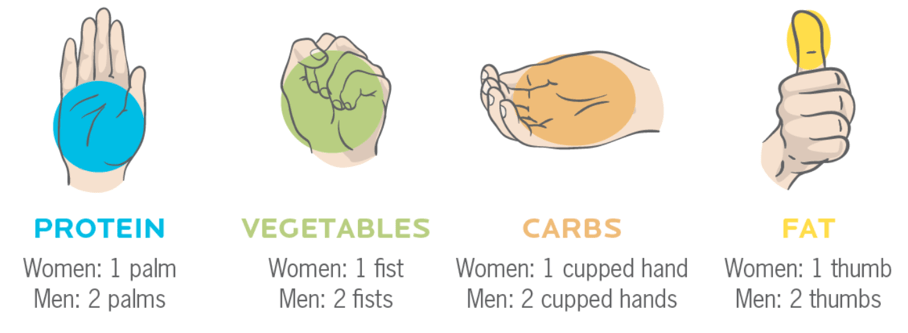 PROTEIN
Women: 1 palm
Men: 2 palms
VEGETABLES
Women: 1 fist
Men: 2 fists
CARBS
Women: 1 cupped hand
Men: 2 cupped hands
FAT
Women: 1 thumb
Men: 2 thumbs